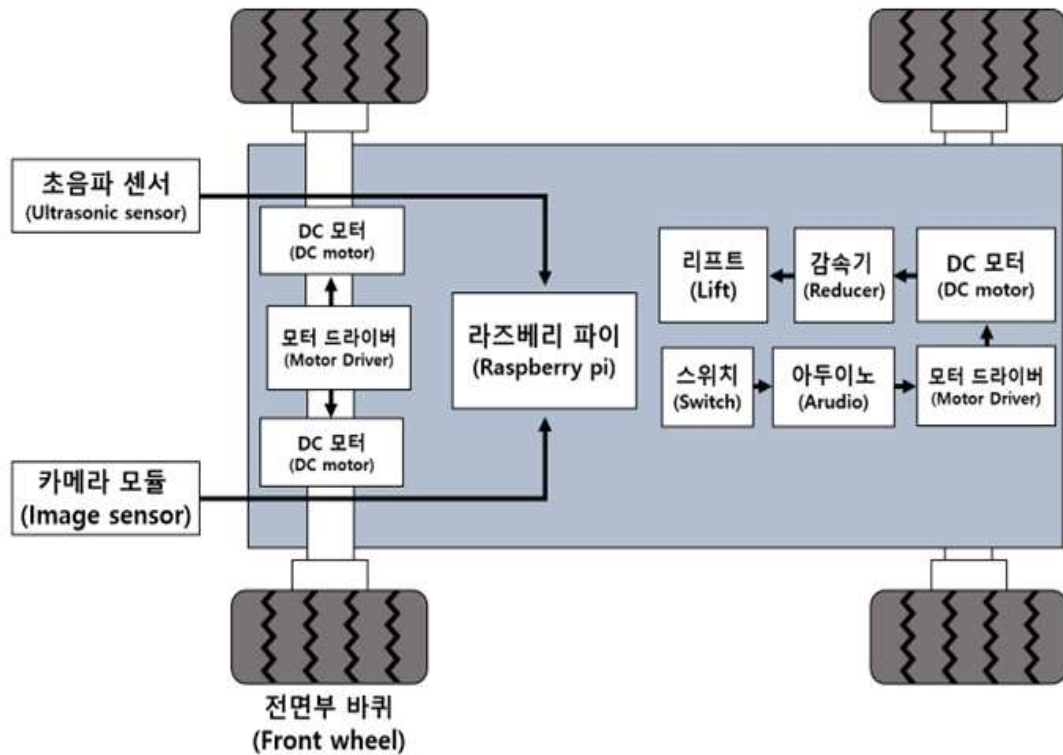 초음파 센서
(Ultrasonic sensor)
DC 모터
(DC motor)
모터 드라이버
(Motor Driver)
DC 모터
(DC motor)
카메라 모듈
(Image sensor)
라즈베리 파이
(Raspberry pi)
리프트
(Lift)
감속기
(Reducer)
DC 모터
(DC motor)
스위치
(Switch)
아두이노
(Arudio)
모터 드라이버
(Motor Driver)
전면부 바퀴
(Front wheel)